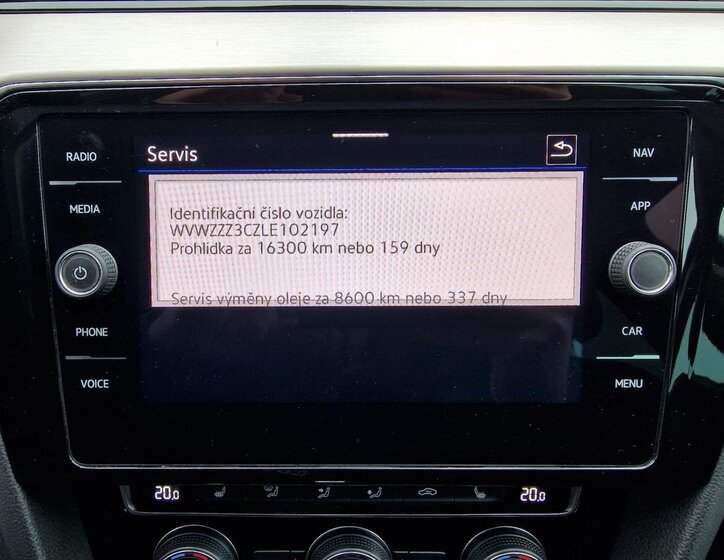 Servis
RADIO
NAV
MEDIA
APP
Identifikační číslo vozidla:
WVWZZZ3CZLE102197
Prohlídka za 16300 km nebo 159 dny
Servis výměny oleje za 8600 km nebo 337 dny
PHONE
CAR
VOICE
MENU
20.0
20.0